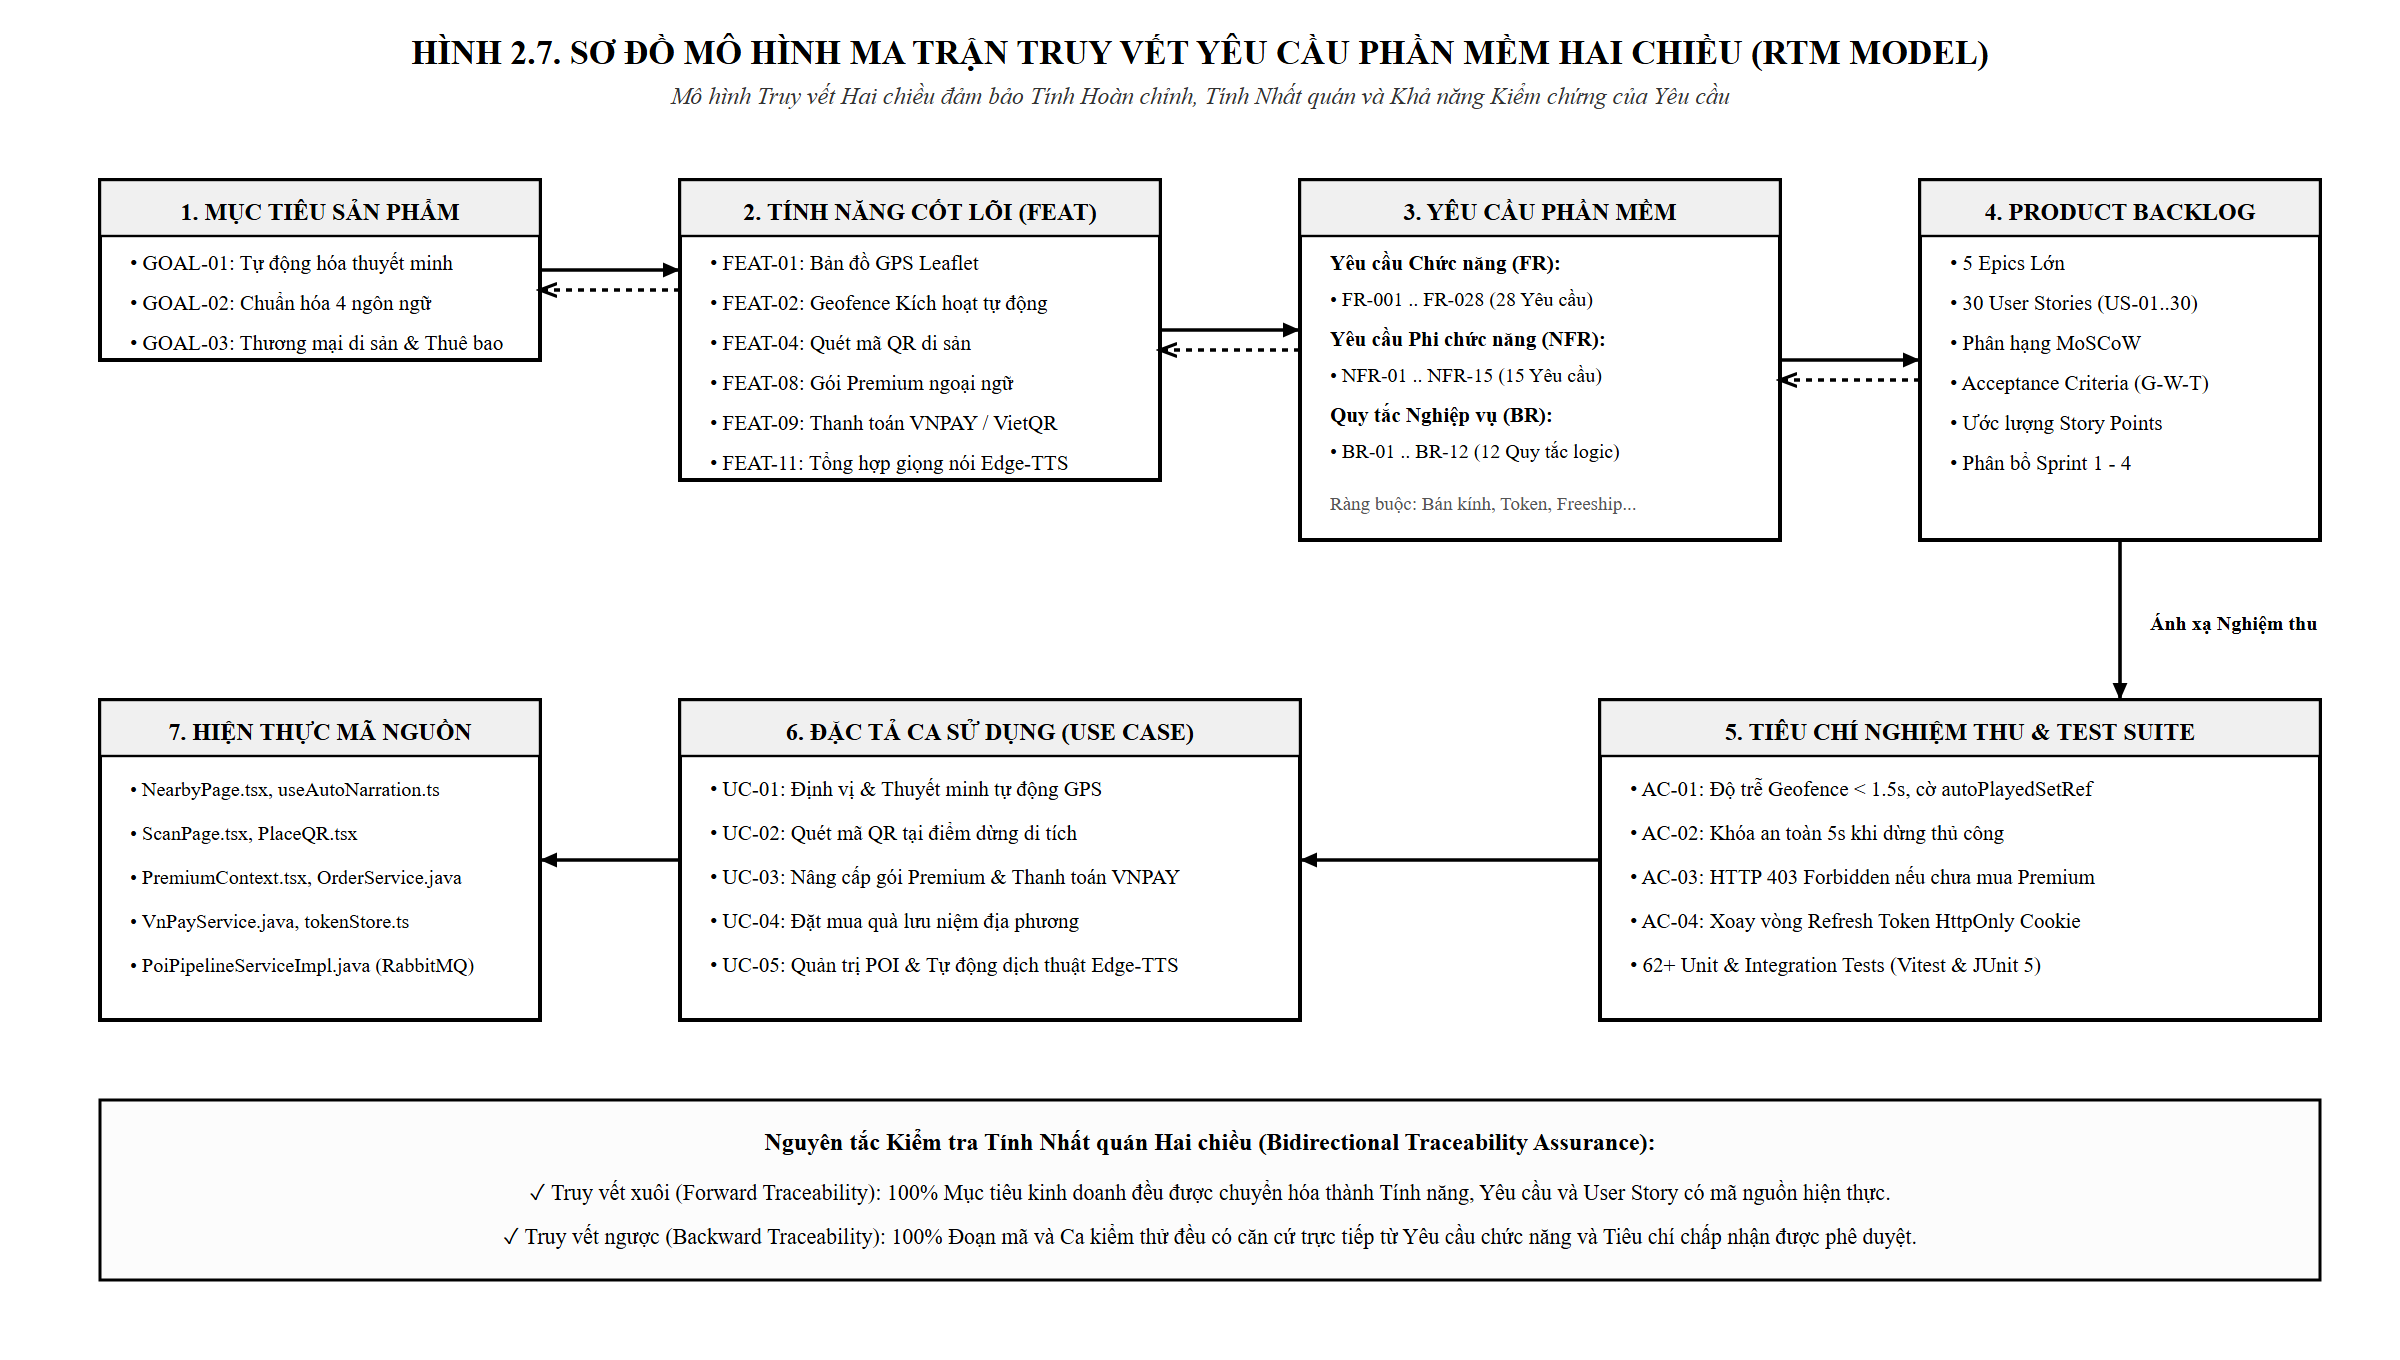 HÌNH 2.7. SƠ ĐỒ MÔ HÌNH MA TRẬN TRUY VẾT YÊU CẦU PHẦN MỀM HAI CHIỀU (RTM MODEL)
Mô hình Truy vết Hai chiều đảm bảo Tính Hoàn chỉnh, Tính Nhất quán và Khả năng Kiểm chứng của Yêu cầu
1. MỤC TIÊU SẢN PHẨM
• GOAL-01: Tự động hóa thuyết minh
• GOAL-02: Chuẩn hóa 4 ngôn ngữ
• GOAL-03: Thương mại di sản & Thuê bao
2. TÍNH NĂNG CỐT LÕI (FEAT)
• FEAT-01: Bản đồ GPS Leaflet
• FEAT-02: Geofence Kích hoạt tự động
• FEAT-04: Quét mã QR di sản
• FEAT-08: Gói Premium ngoại ngữ
• FEAT-09: Thanh toán VNPAY / VietQR
• FEAT-11: Tổng hợp giọng nói Edge-TTS
3. YÊU CẦU PHẦN MỀM
Yêu cầu Chức năng (FR):
• FR-001 .. FR-028 (28 Yêu cầu)
Yêu cầu Phi chức năng (NFR):
• NFR-01 .. NFR-15 (15 Yêu cầu)
Quy tắc Nghiệp vụ (BR):
• BR-01 .. BR-12 (12 Quy tắc logic)
Ràng buộc: Bán kính, Token, Freeship...
4. PRODUCT BACKLOG
• 5 Epics Lớn
• 30 User Stories (US-01..30)
• Phân hạng MoSCoW
• Acceptance Criteria (G-W-T)
• Ước lượng Story Points
• Phân bổ Sprint 1 - 4
Ánh xạ Nghiệm thu
7. HIỆN THỰC MÃ NGUỒN
• NearbyPage.tsx, useAutoNarration.ts
• ScanPage.tsx, PlaceQR.tsx
• PremiumContext.tsx, OrderService.java
• VnPayService.java, tokenStore.ts
• PoiPipelineServiceImpl.java (RabbitMQ)
6. ĐẶC TẢ CA SỬ DỤNG (USE CASE)
• UC-01: Định vị & Thuyết minh tự động GPS
• UC-02: Quét mã QR tại điểm dừng di tích
• UC-03: Nâng cấp gói Premium & Thanh toán VNPAY
• UC-04: Đặt mua quà lưu niệm địa phương
• UC-05: Quản trị POI & Tự động dịch thuật Edge-TTS
5. TIÊU CHÍ NGHIỆM THU & TEST SUITE
• AC-01: Độ trễ Geofence < 1.5s, cờ autoPlayedSetRef
• AC-02: Khóa an toàn 5s khi dừng thủ công
• AC-03: HTTP 403 Forbidden nếu chưa mua Premium
• AC-04: Xoay vòng Refresh Token HttpOnly Cookie
• 62+ Unit & Integration Tests (Vitest & JUnit 5)
Nguyên tắc Kiểm tra Tính Nhất quán Hai chiều (Bidirectional Traceability Assurance):
✓ Truy vết xuôi (Forward Traceability): 100% Mục tiêu kinh doanh đều được chuyển hóa thành Tính năng, Yêu cầu và User Story có mã nguồn hiện thực.
✓ Truy vết ngược (Backward Traceability): 100% Đoạn mã và Ca kiểm thử đều có căn cứ trực tiếp từ Yêu cầu chức năng và Tiêu chí chấp nhận được phê duyệt.